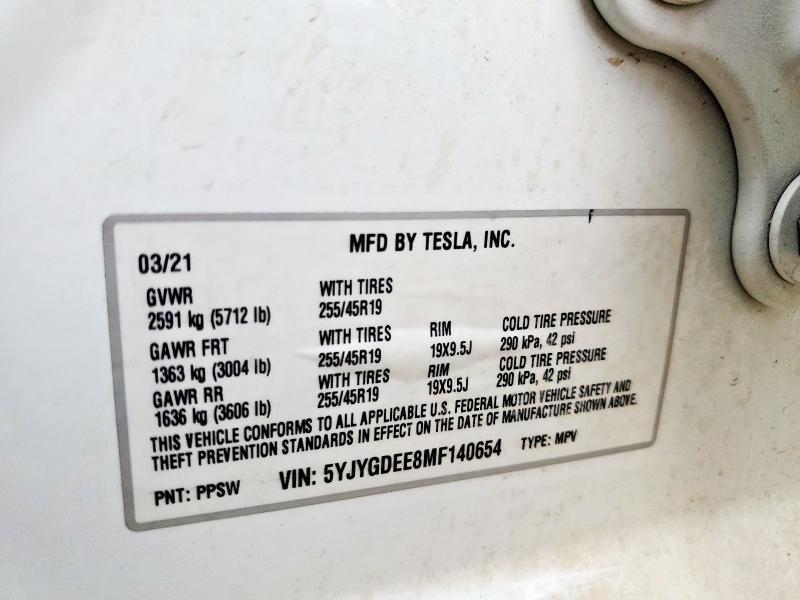 MFD BY TESLA, INC.
03/21
GVWR WITH TIRES
2591 kg (5712 lb) 255/45R19
GAWR FRT WITH TIRES RIM COLD TIRE PRESSURE
1363 kg (3004 lb) 255/45R19 19X9.5J 290 kPa, 42 psi
GAWR RR WITH TIRES RIM COLD TIRE PRESSURE
1636 kg (3606 lb) 255/45R19 19X9.5J 290 kPa, 42 psi
THIS VEHICLE CONFORMS TO ALL APPLICABLE U.S. FEDERAL MOTOR VEHICLE SAFETY AND
THEFT PREVENTION STANDARDS IN EFFECT ON THE DATE OF MANUFACTURE SHOWN ABOVE.
PNT: PPSW VIN: 5YJYGDEE8MF140654 TYPE: MPV